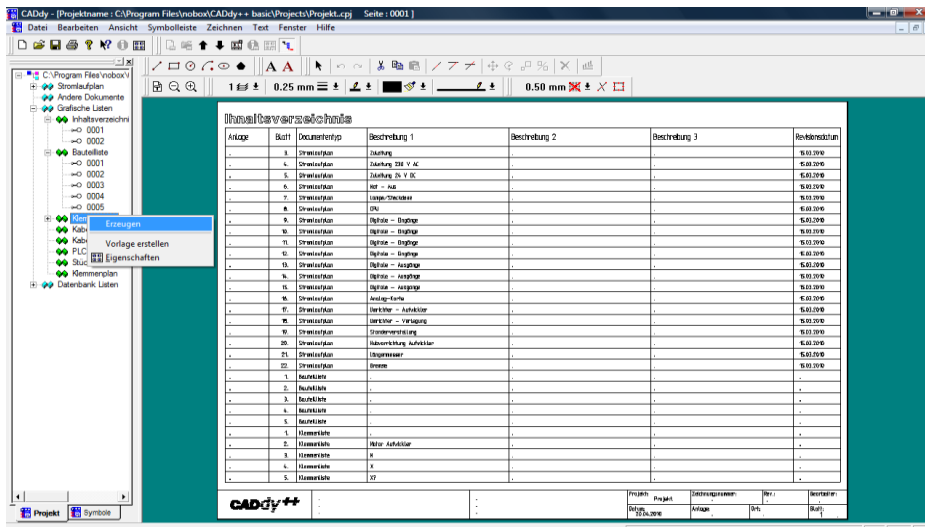 CADdy - [Projektname : C:\Program Files\nobox\CADdy++ basic\Projects\Projekt..cpj Seite : 0001 ]
Datei Bearbeiten Ansicht Symbolleiste Zeichnen Text Fenster Hilfe
1 0.25 mm 0.50 mm
C:\Program Files\nobox\
Stromlaufplan
Andere Dokumente
Grafische Listen
Inhaltsverzeichni
0001
0002
Bauteilliste
0001
0002
0003
0004
0005
Klem
Kabe
Kabe
PLC
Stüc
Klemmenplan
Datenbank Listen
Erzeugen
Vorlage erstellen
Eigenschaften
Projekt Symbole
Inhaltsverzeichnis
Anlage Blatt Documententyp Beschreibung 1 Beschreibung 2 Beschreibung 3 Revisionsdatum
. 3. Stromlaufplan Zuleitung . . 15.03.2010
. 4. Stromlaufplan Zuleitung 230 V AC . . 15.03.2010
. 5. Stromlaufplan Zuleitung 24 V DC . . 15.03.2010
. 6. Stromlaufplan Not - Aus . . 15.03.2010
. 7. Stromlaufplan Lampe/Steckdose . . 15.03.2010
. 8. Stromlaufplan CPU . . 15.03.2010
. 9. Stromlaufplan Digitale - Eingänge . . 15.03.2010
. 10. Stromlaufplan Digitale - Eingänge . . 15.03.2010
. 11. Stromlaufplan Digitale - Eingänge . . 15.03.2010
. 12. Stromlaufplan Digitale - Eingänge . . 15.03.2010
. 13. Stromlaufplan Digitale - Ausgänge . . 15.03.2010
. 14. Stromlaufplan Digitale - Ausgänge . . 15.03.2010
. 15. Stromlaufplan Digitale - Ausgänge . . 15.03.2010
. 16. Stromlaufplan Analog-Karte . . 15.03.2010
. 17. Stromlaufplan Umrichter - Aufwickler . . 15.03.2010
. 18. Stromlaufplan Umrichter - Verlegung . . 15.03.2010
. 19. Stromlaufplan Standerverstellung . . 15.03.2010
. 20. Stromlaufplan Hubvorrichtung Aufwickler . . 15.03.2010
. 21. Stromlaufplan Längenmesser . . 15.03.2010
. 22. Stromlaufplan Bremse . . 15.03.2010
. 1. Bauteilliste . . . .
. 2. Bauteilliste . . . .
. 3. Bauteilliste . . . .
. 4. Bauteilliste . . . .
. 5. Bauteilliste . . . .
. 1. Klemmenliste . . . .
. 2. Klemmenliste Motor Aufwickler . . .
. 3. Klemmenliste N . . .
. 4. Klemmenliste X . . .
. 5. Klemmenliste X? . . .
CADdy++
Projekt: Projekt Zeichnungsnummer: . Rev.: . Bearbeiter: .
Datum: 20.04.2010 Anlage: . Ort: . Blatt: 1